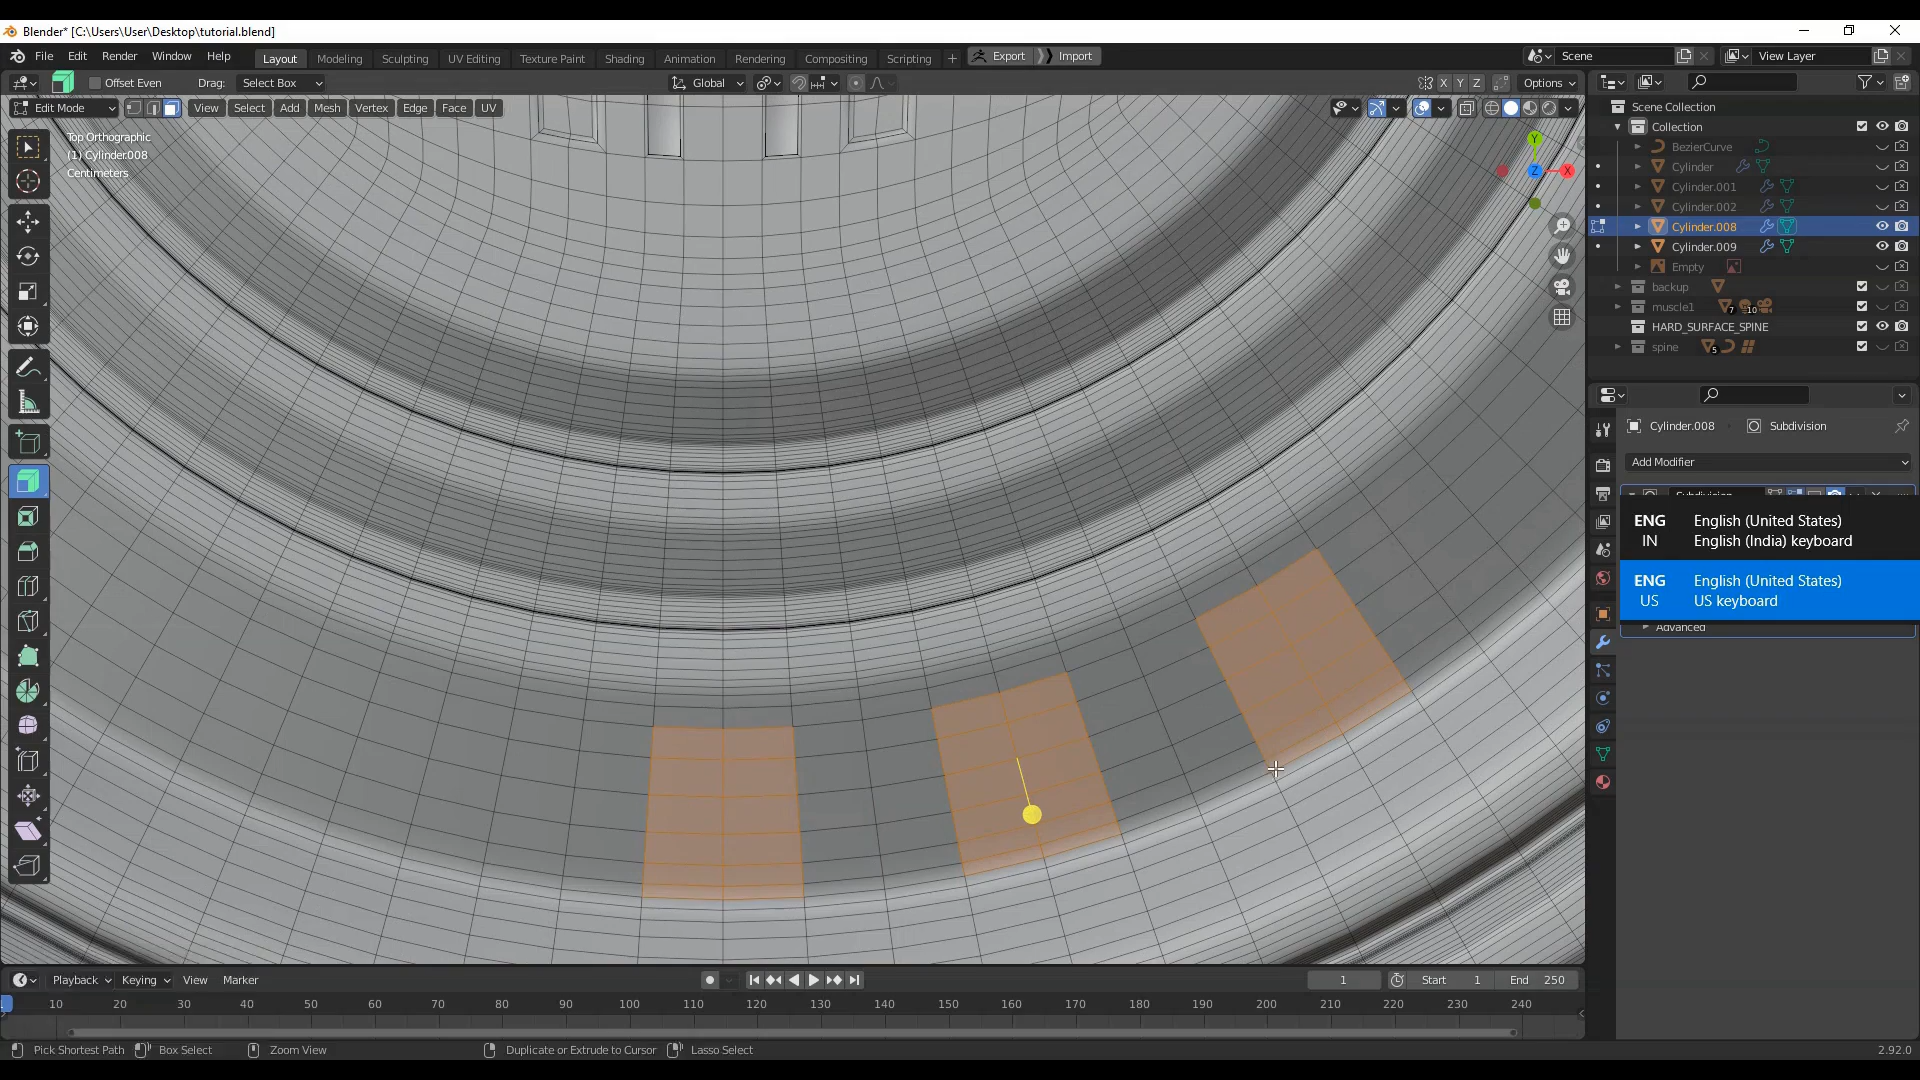 Blender* [C:\Users\User\Desktop\tutorial.blend]
File Edit Render Window Help
Layout Modeling Sculpting UV Editing Texture Paint Shading Animation Rendering Compositing Scripting + Export Import
Scene
View Layer
Offset Even Drag: Select Box
Global
X Y Z Options
Edit Mode View Select Add Mesh Vertex Edge Face UV
Top Orthographic
(1) Cylinder.008
Centimeters
Y
Z
X
Scene Collection
Collection
BezierCurve
Cylinder
Cylinder.001
Cylinder.002
Cylinder.008
Cylinder.009
Empty
backup
muscle1 7 10
HARD_SURFACE_SPINE
spine 5
Cylinder.008 Subdivision
Add Modifier
ENG English (United States)
IN English (India) keyboard
ENG English (United States)
US US keyboard
Advanced
Playback Keying View Marker
1 Start 1 End 250
10 20 30 40 50 60 70 80 90 100 110 120 130 140 150 160 170 180 190 200 210 220 230 240
Pick Shortest Path Box Select Zoom View Duplicate or Extrude to Cursor Lasso Select
2.92.0